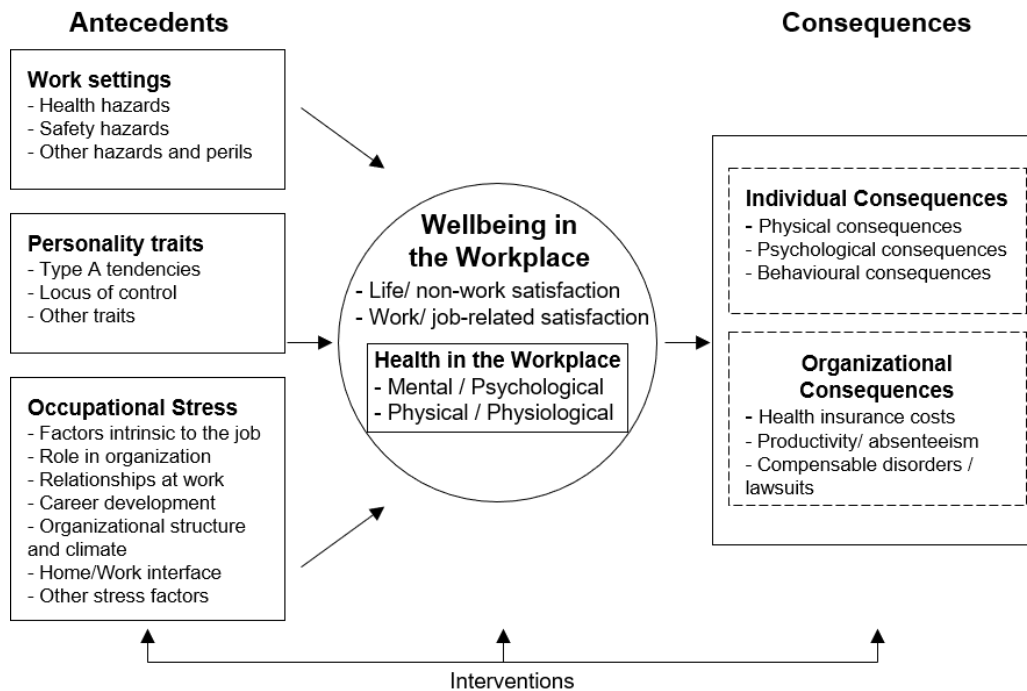 Antecedents
Consequences
Work settings
- Health hazards
- Safety hazards
- Other hazards and perils
Personality traits
- Type A tendencies
- Locus of control
- Other traits
Occupational Stress
- Factors intrinsic to the job
- Role in organization
- Relationships at work
- Career development
- Organizational structure
and climate
- Home/Work interface
- Other stress factors
Wellbeing in
the Workplace
- Life/ non-work satisfaction
- Work/ job-related satisfaction
Health in the Workplace
- Mental / Psychological
- Physical / Physiological
Individual Consequences
- Physical consequences
- Psychological consequences
- Behavioural consequences
Organizational
Consequences
- Health insurance costs
- Productivity/ absenteeism
- Compensable disorders /
lawsuits
Interventions